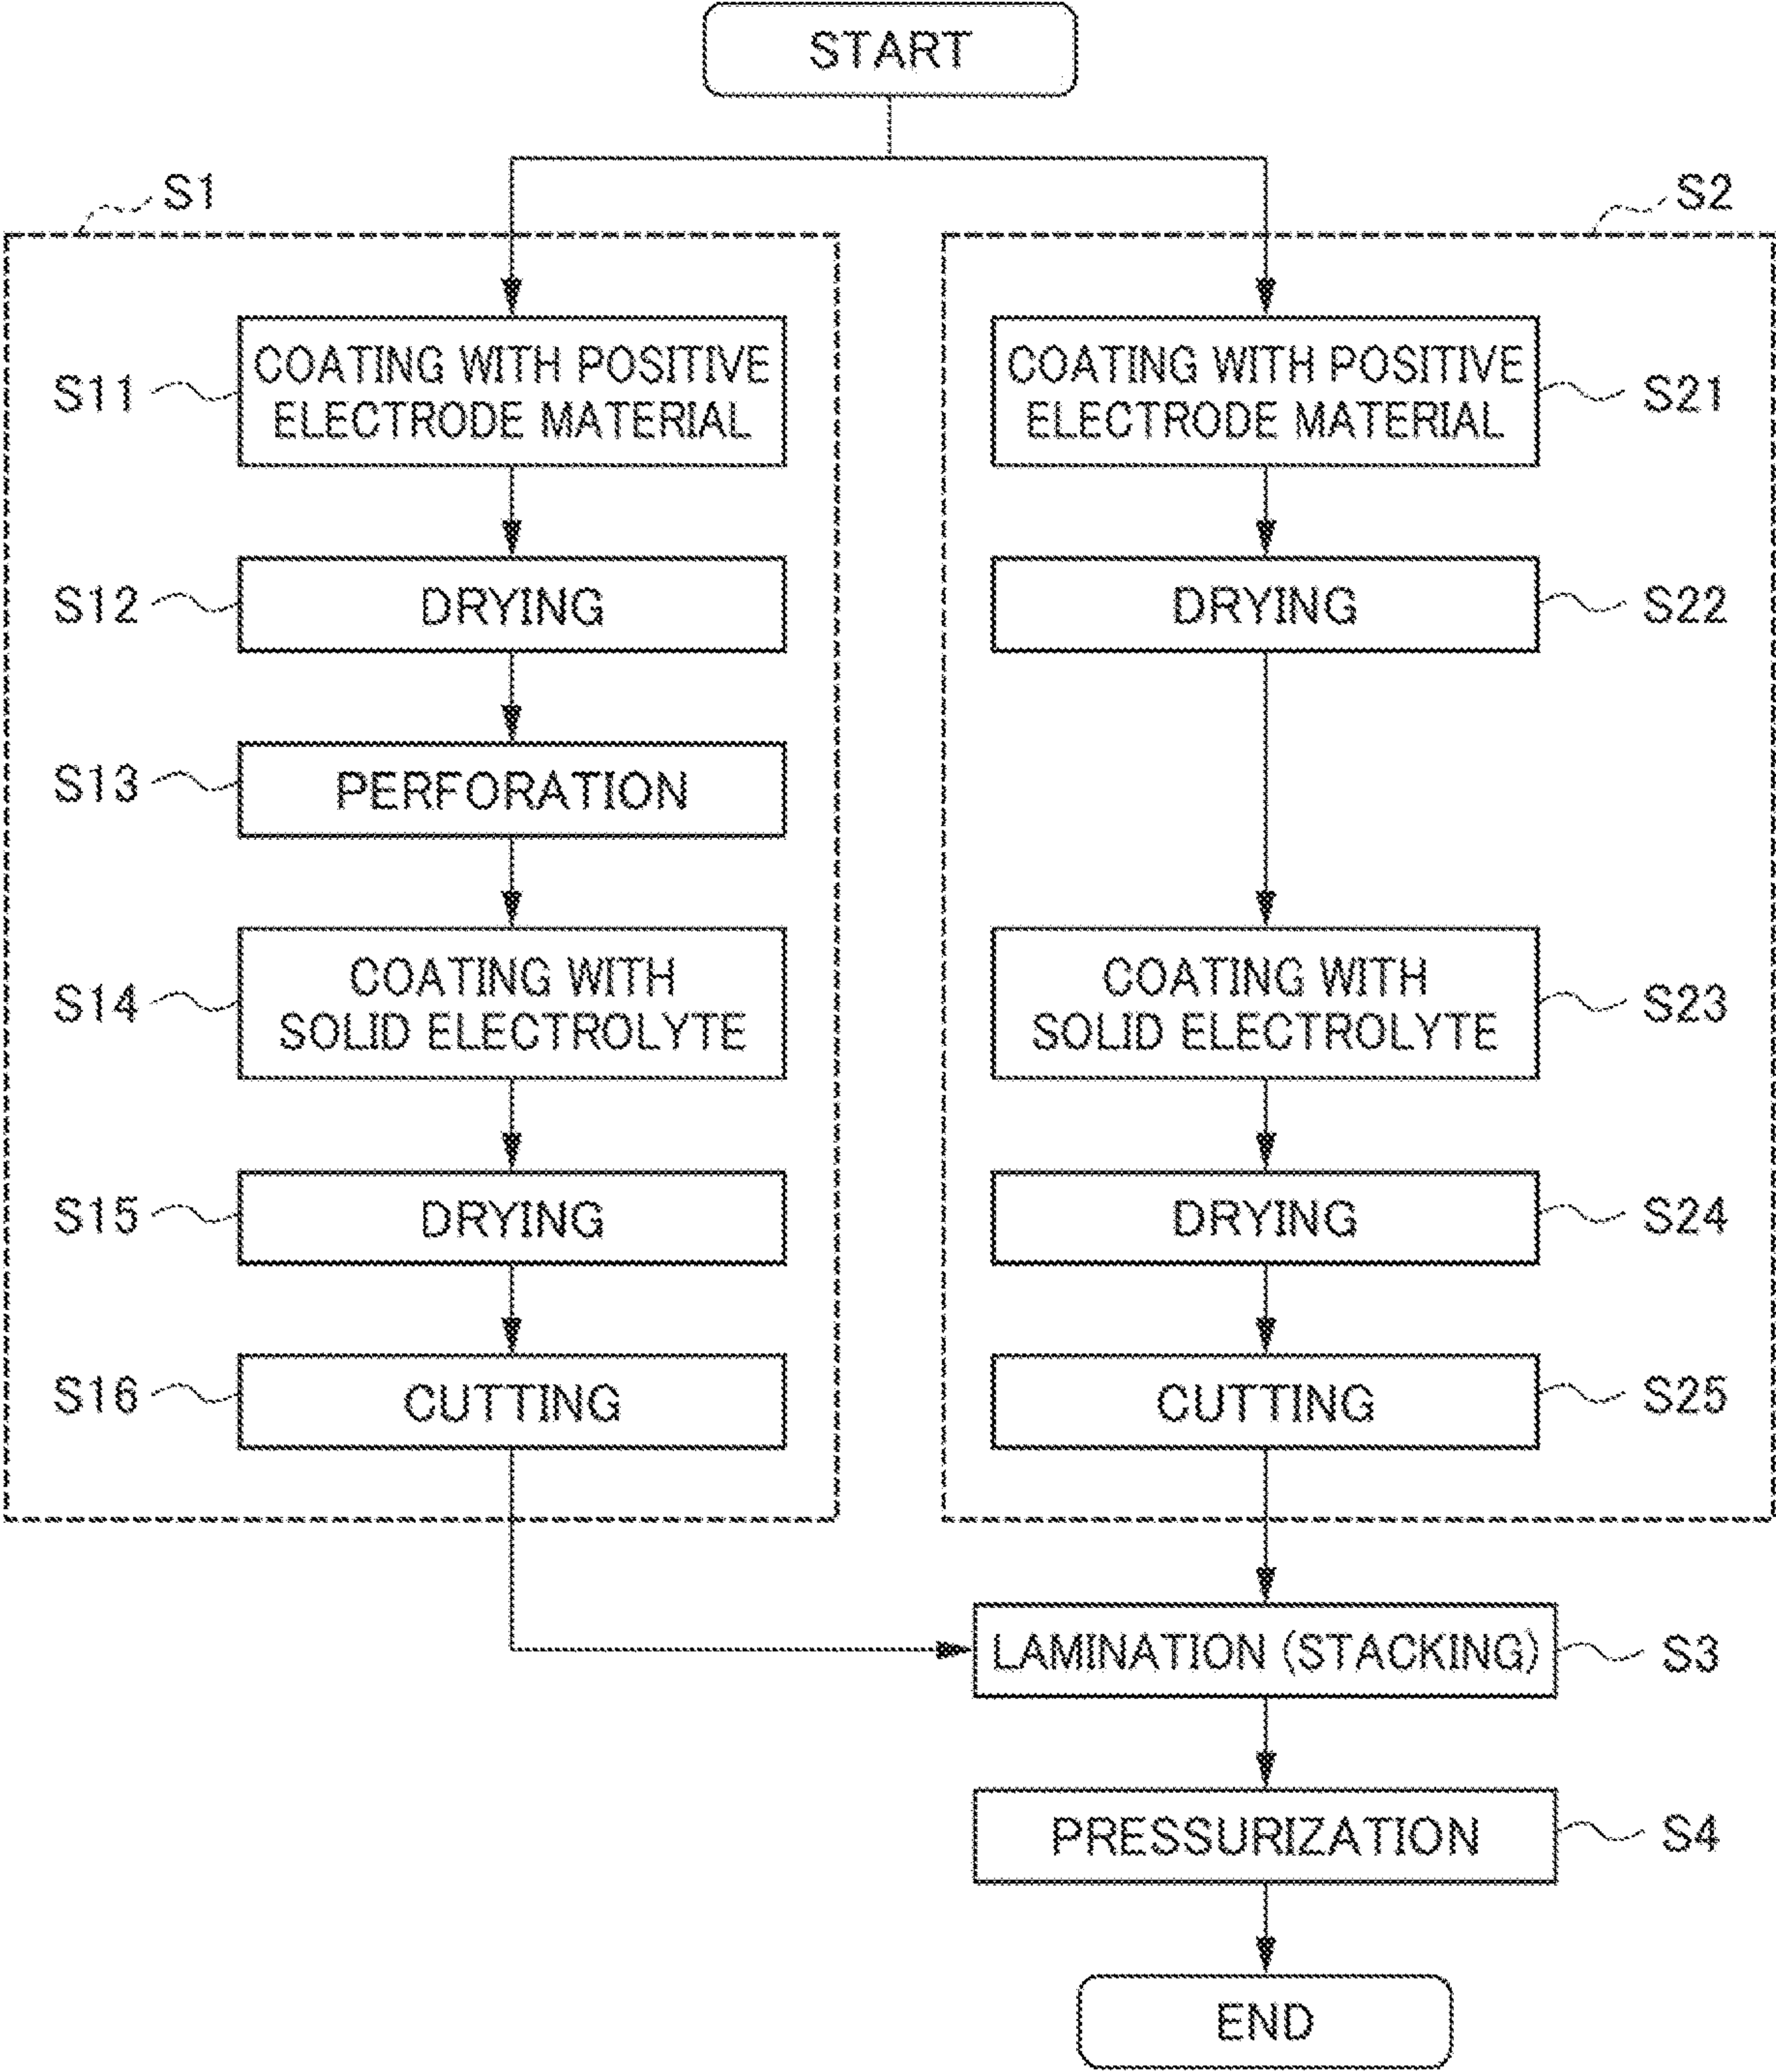 START
S1
S2
S11
COATING WITH POSITIVE
ELECTRODE MATERIAL
COATING WITH POSITIVE
ELECTRODE MATERIAL
S21
S12
DRYING
DRYING
S22
S13
PERFORATION
S14
COATING WITH
SOLID ELECTROLYTE
COATING WITH
SOLID ELECTROLYTE
S23
S15
DRYING
DRYING
S24
S16
CUTTING
CUTTING
S25
LAMINATION (STACKING)
S3
PRESSURIZATION
S4
END